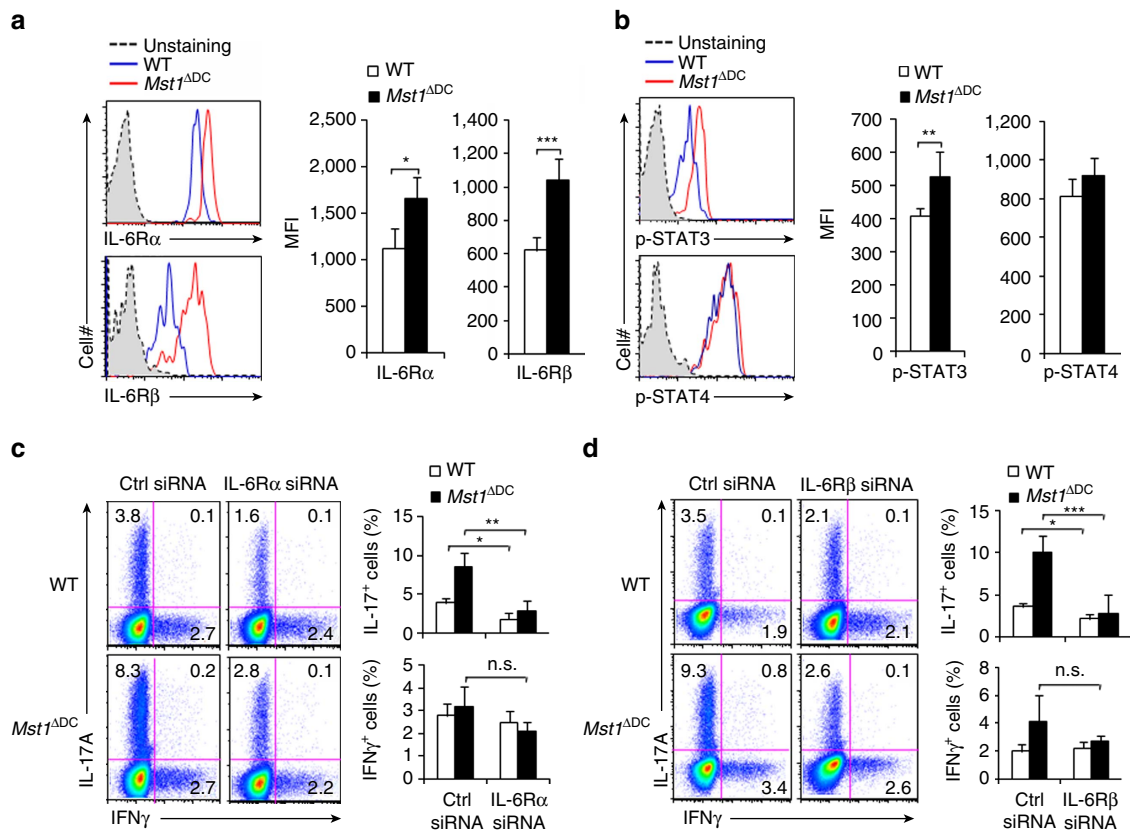 a
Unstaining
WT
Mst1ΔDC
IL-6Rα
Cell#
IL-6Rβ
WT
Mst1ΔDC
MFI
2,500
2,000
1,500
1,000
500
0
*
IL-6Rα
1,400
1,200
1,000
800
600
400
200
0
***
IL-6Rβ
b
Unstaining
WT
Mst1ΔDC
p-STAT3
Cell#
p-STAT4
WT
Mst1ΔDC
MFI
700
600
500
400
300
200
100
0
**
p-STAT3
1,200
1,000
800
600
400
200
0
p-STAT4
c
Ctrl siRNA IL-6Rα siRNA
WT
3.8 0.1 1.6 0.1
2.7 2.4
Mst1ΔDC
8.3 0.2 2.8 0.1
2.7 2.2
IL-17A
IFNγ
WT
Mst1ΔDC
IL-17+ cells (%)
15
10
5
0
**
*
IFNγ+ cells (%)
5
4
3
2
1
0
n.s.
Ctrl siRNA
IL-6Rα siRNA
d
Ctrl siRNA IL-6Rβ siRNA
WT
3.5 0.1 2.1 0.1
1.9 2.1
Mst1ΔDC
9.3 0.8 2.6 0.1
3.4 2.6
IL-17A
IFNγ
WT
Mst1ΔDC
IL-17+ cells (%)
15
10
5
0
***
*
IFNγ+ cells (%)
8
6
4
2
0
n.s.
Ctrl siRNA
IL-6Rβ siRNA